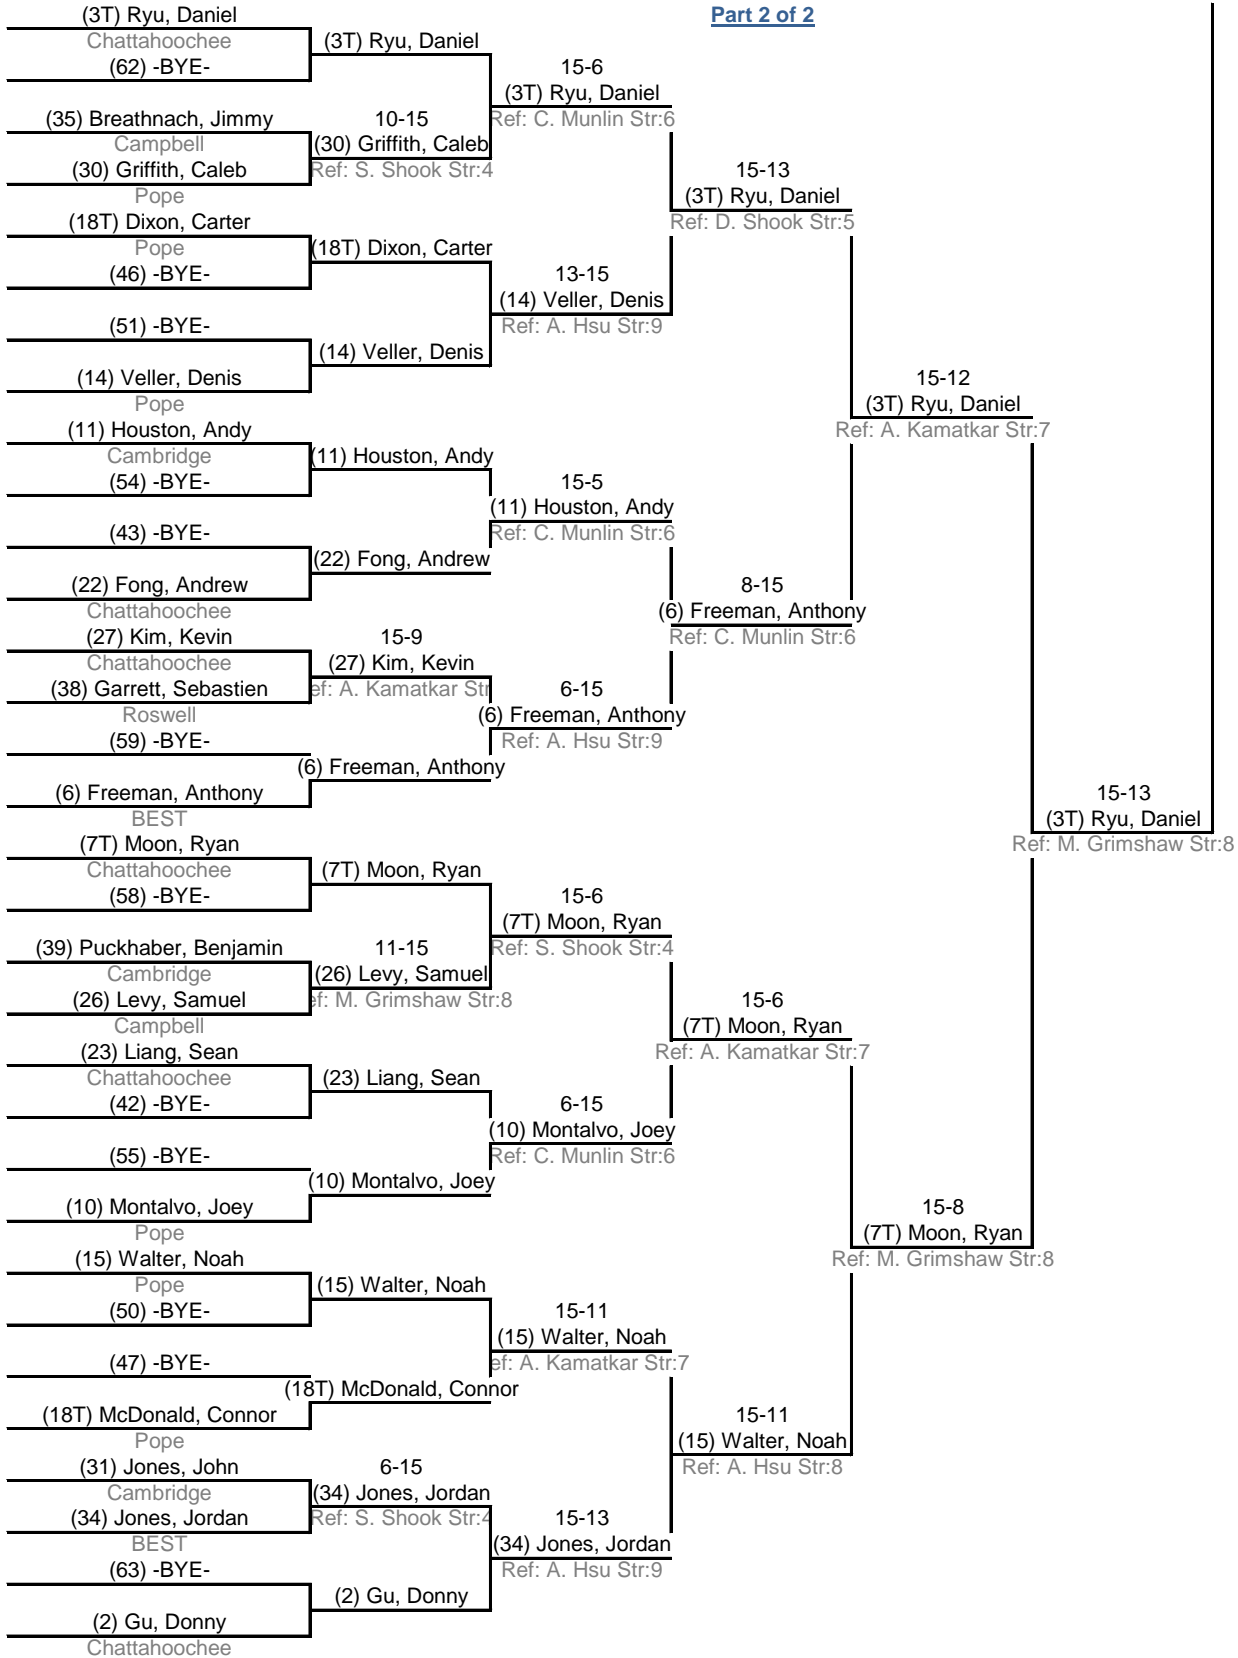 Part 2 of 2
(3T) Ryu, Daniel
Chattahoochee
(62) -BYE-
(35) Breathnach, Jimmy
Campbell
(30) Griffith, Caleb
Pope
(18T) Dixon, Carter
Pope
(46) -BYE-
(51) -BYE-
(14) Veller, Denis
Pope
(11) Houston, Andy
Cambridge
(54) -BYE-
(43) -BYE-
(22) Fong, Andrew
Chattahoochee
(27) Kim, Kevin
Chattahoochee
(38) Garrett, Sebastien
Roswell
(59) -BYE-
(6) Freeman, Anthony
BEST
(7T) Moon, Ryan
Chattahoochee
(58) -BYE-
(39) Puckhaber, Benjamin
Cambridge
(26) Levy, Samuel
Campbell
(23) Liang, Sean
Chattahoochee
(42) -BYE-
(55) -BYE-
(10) Montalvo, Joey
Pope
(15) Walter, Noah
Pope
(50) -BYE-
(47) -BYE-
(18T) McDonald, Connor
Pope
(31) Jones, John
Cambridge
(34) Jones, Jordan
BEST
(63) -BYE-
(2) Gu, Donny
Chattahoochee
(3T) Ryu, Daniel
10-15
(30) Griffith, Caleb
Ref: S. Shook Str:4
(18T) Dixon, Carter
(14) Veller, Denis
(11) Houston, Andy
(22) Fong, Andrew
15-9
(27) Kim, Kevin
ef: A. Kamatkar Str
(6) Freeman, Anthony
(7T) Moon, Ryan
11-15
(26) Levy, Samuel
ef: M. Grimshaw Str:8
(23) Liang, Sean
(10) Montalvo, Joey
(15) Walter, Noah
(18T) McDonald, Connor
6-15
(34) Jones, Jordan
Ref: S. Shook Str:4
(2) Gu, Donny
15-6
(3T) Ryu, Daniel
Ref: C. Munlin Str:6
13-15
(14) Veller, Denis
Ref: A. Hsu Str:9
15-5
(11) Houston, Andy
Ref: C. Munlin Str:6
6-15
(6) Freeman, Anthony
Ref: A. Hsu Str:9
15-6
(7T) Moon, Ryan
Ref: S. Shook Str:4
6-15
(10) Montalvo, Joey
Ref: C. Munlin Str:6
15-11
(15) Walter, Noah
ef: A. Kamatkar Str:7
15-13
(34) Jones, Jordan
Ref: A. Hsu Str:9
15-13
(3T) Ryu, Daniel
Ref: D. Shook Str:5
8-15
(6) Freeman, Anthony
Ref: C. Munlin Str:6
15-6
(7T) Moon, Ryan
Ref: A. Kamatkar Str:7
15-11
(15) Walter, Noah
Ref: A. Hsu Str:8
15-12
(3T) Ryu, Daniel
Ref: A. Kamatkar Str:7
15-8
(7T) Moon, Ryan
Ref: M. Grimshaw Str:8
15-13
(3T) Ryu, Daniel
Ref: M. Grimshaw Str:8